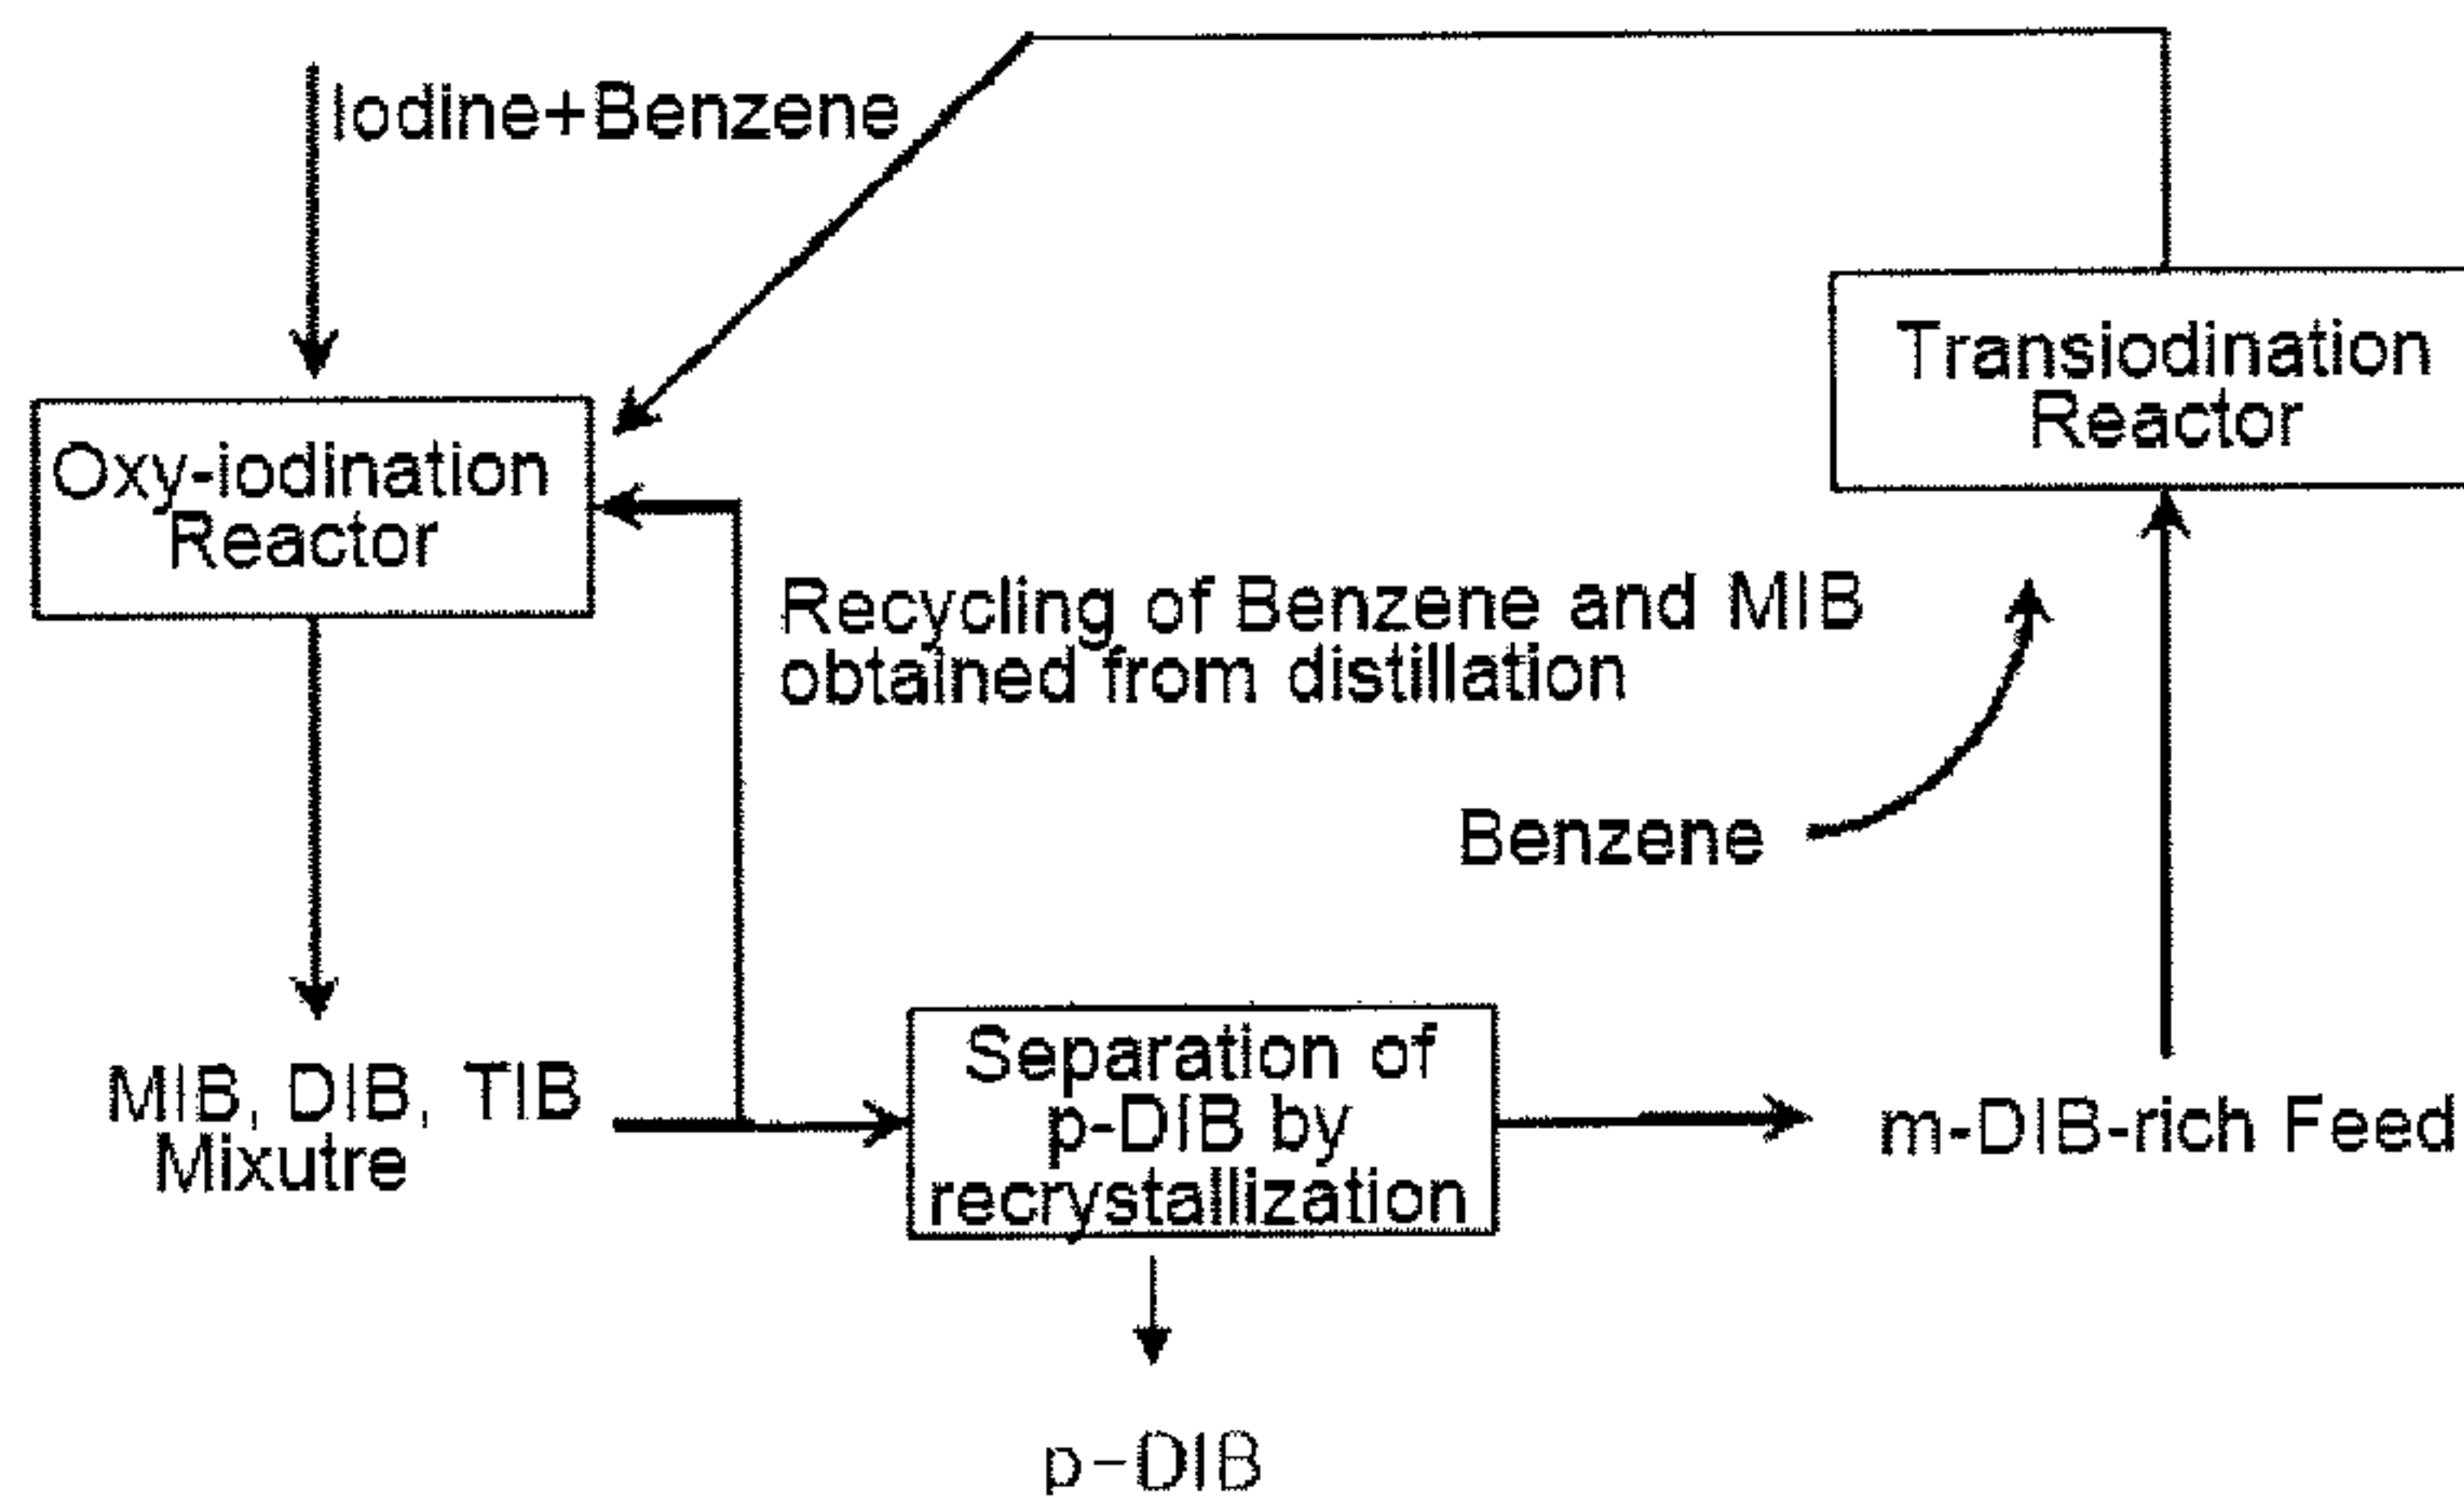 Iodine+Benzene
Transiodination
Reactor
Oxy-iodination
Reactor
Recycling of Benzene and MIB
obtained from distillation
Benzene
MIB, DIB, TIB
Mixutre
Separation of
p-DIB by
recrystallization
m-DIB-rich Feed
p-DIB